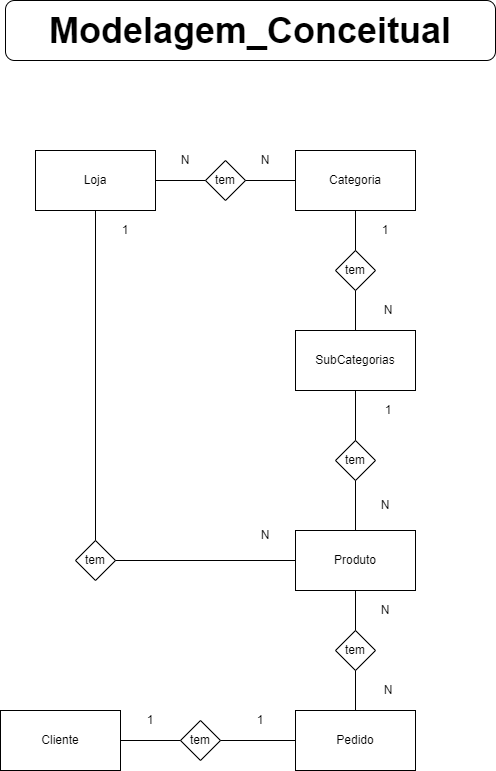 Modelagem_Conceitual
Loja
N
tem
N
Categoria
1
1
tem
N
SubCategorias
1
tem
N
N
tem
Produto
N
tem
N
Cliente
1
tem
1
Pedido